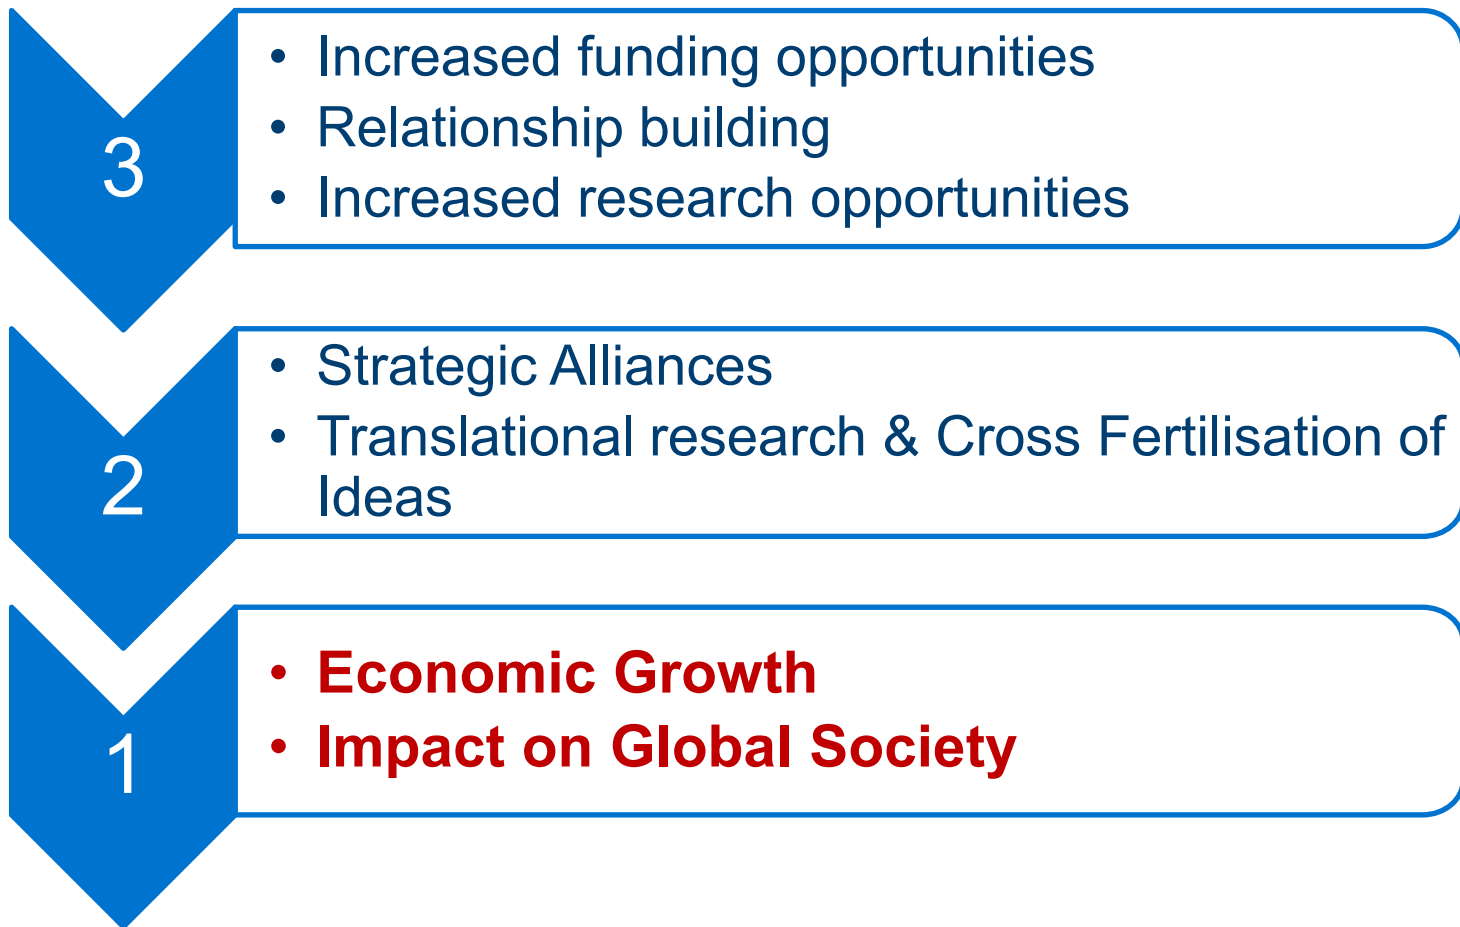 3
• Increased funding opportunities
• Relationship building
• Increased research opportunities
2
• Strategic Alliances
• Translational research & Cross Fertilisation of
Ideas
1
• Economic Growth
• Impact on Global Society